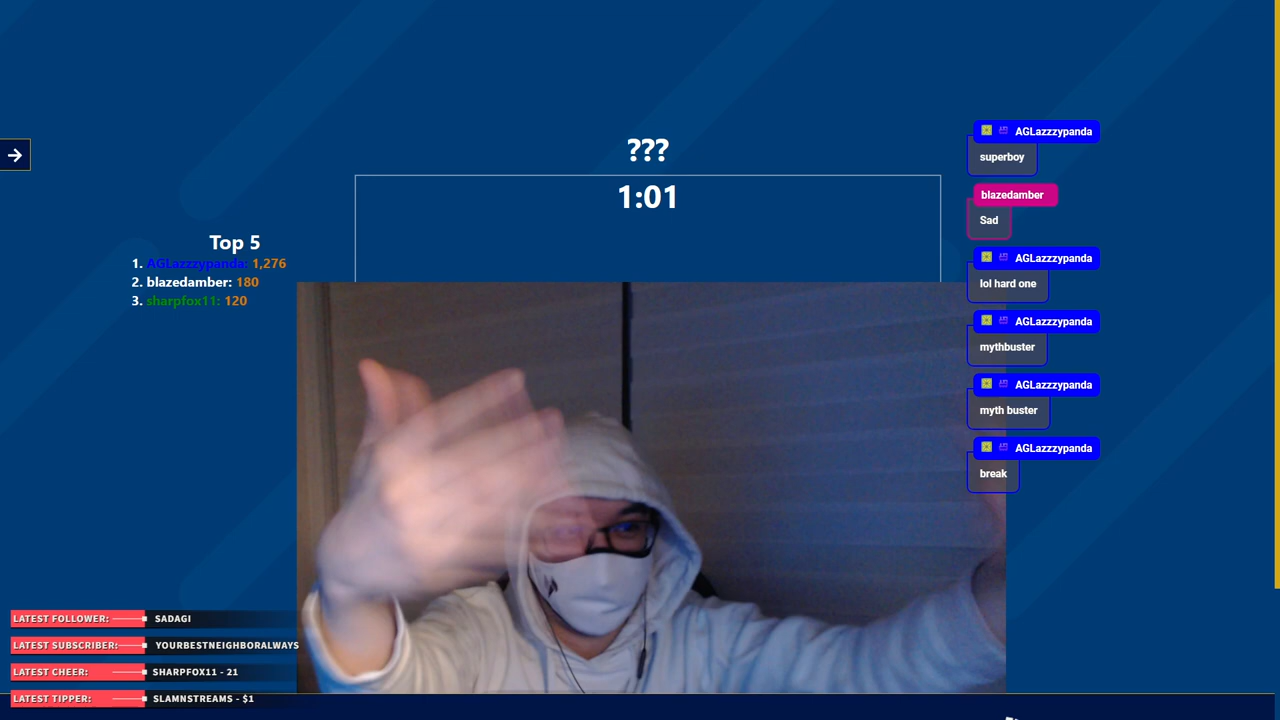 ???
1:01
Top 5
1. AGLazzzypanda: 1,276
2. blazedamber: 180
3. sharpfox11: 120
AGLazzzypanda
superboy
blazedamber
Sad
AGLazzzypanda
lol hard one
AGLazzzypanda
mythbuster
AGLazzzypanda
myth buster
AGLazzzypanda
break
LATEST FOLLOWER: SADAGI
LATEST SUBSCRIBER: YOURBESTNEIGHBORALWAYS
LATEST CHEER: SHARPFOX11 - 21
LATEST TIPPER: SLAMNSTREAMS - $1